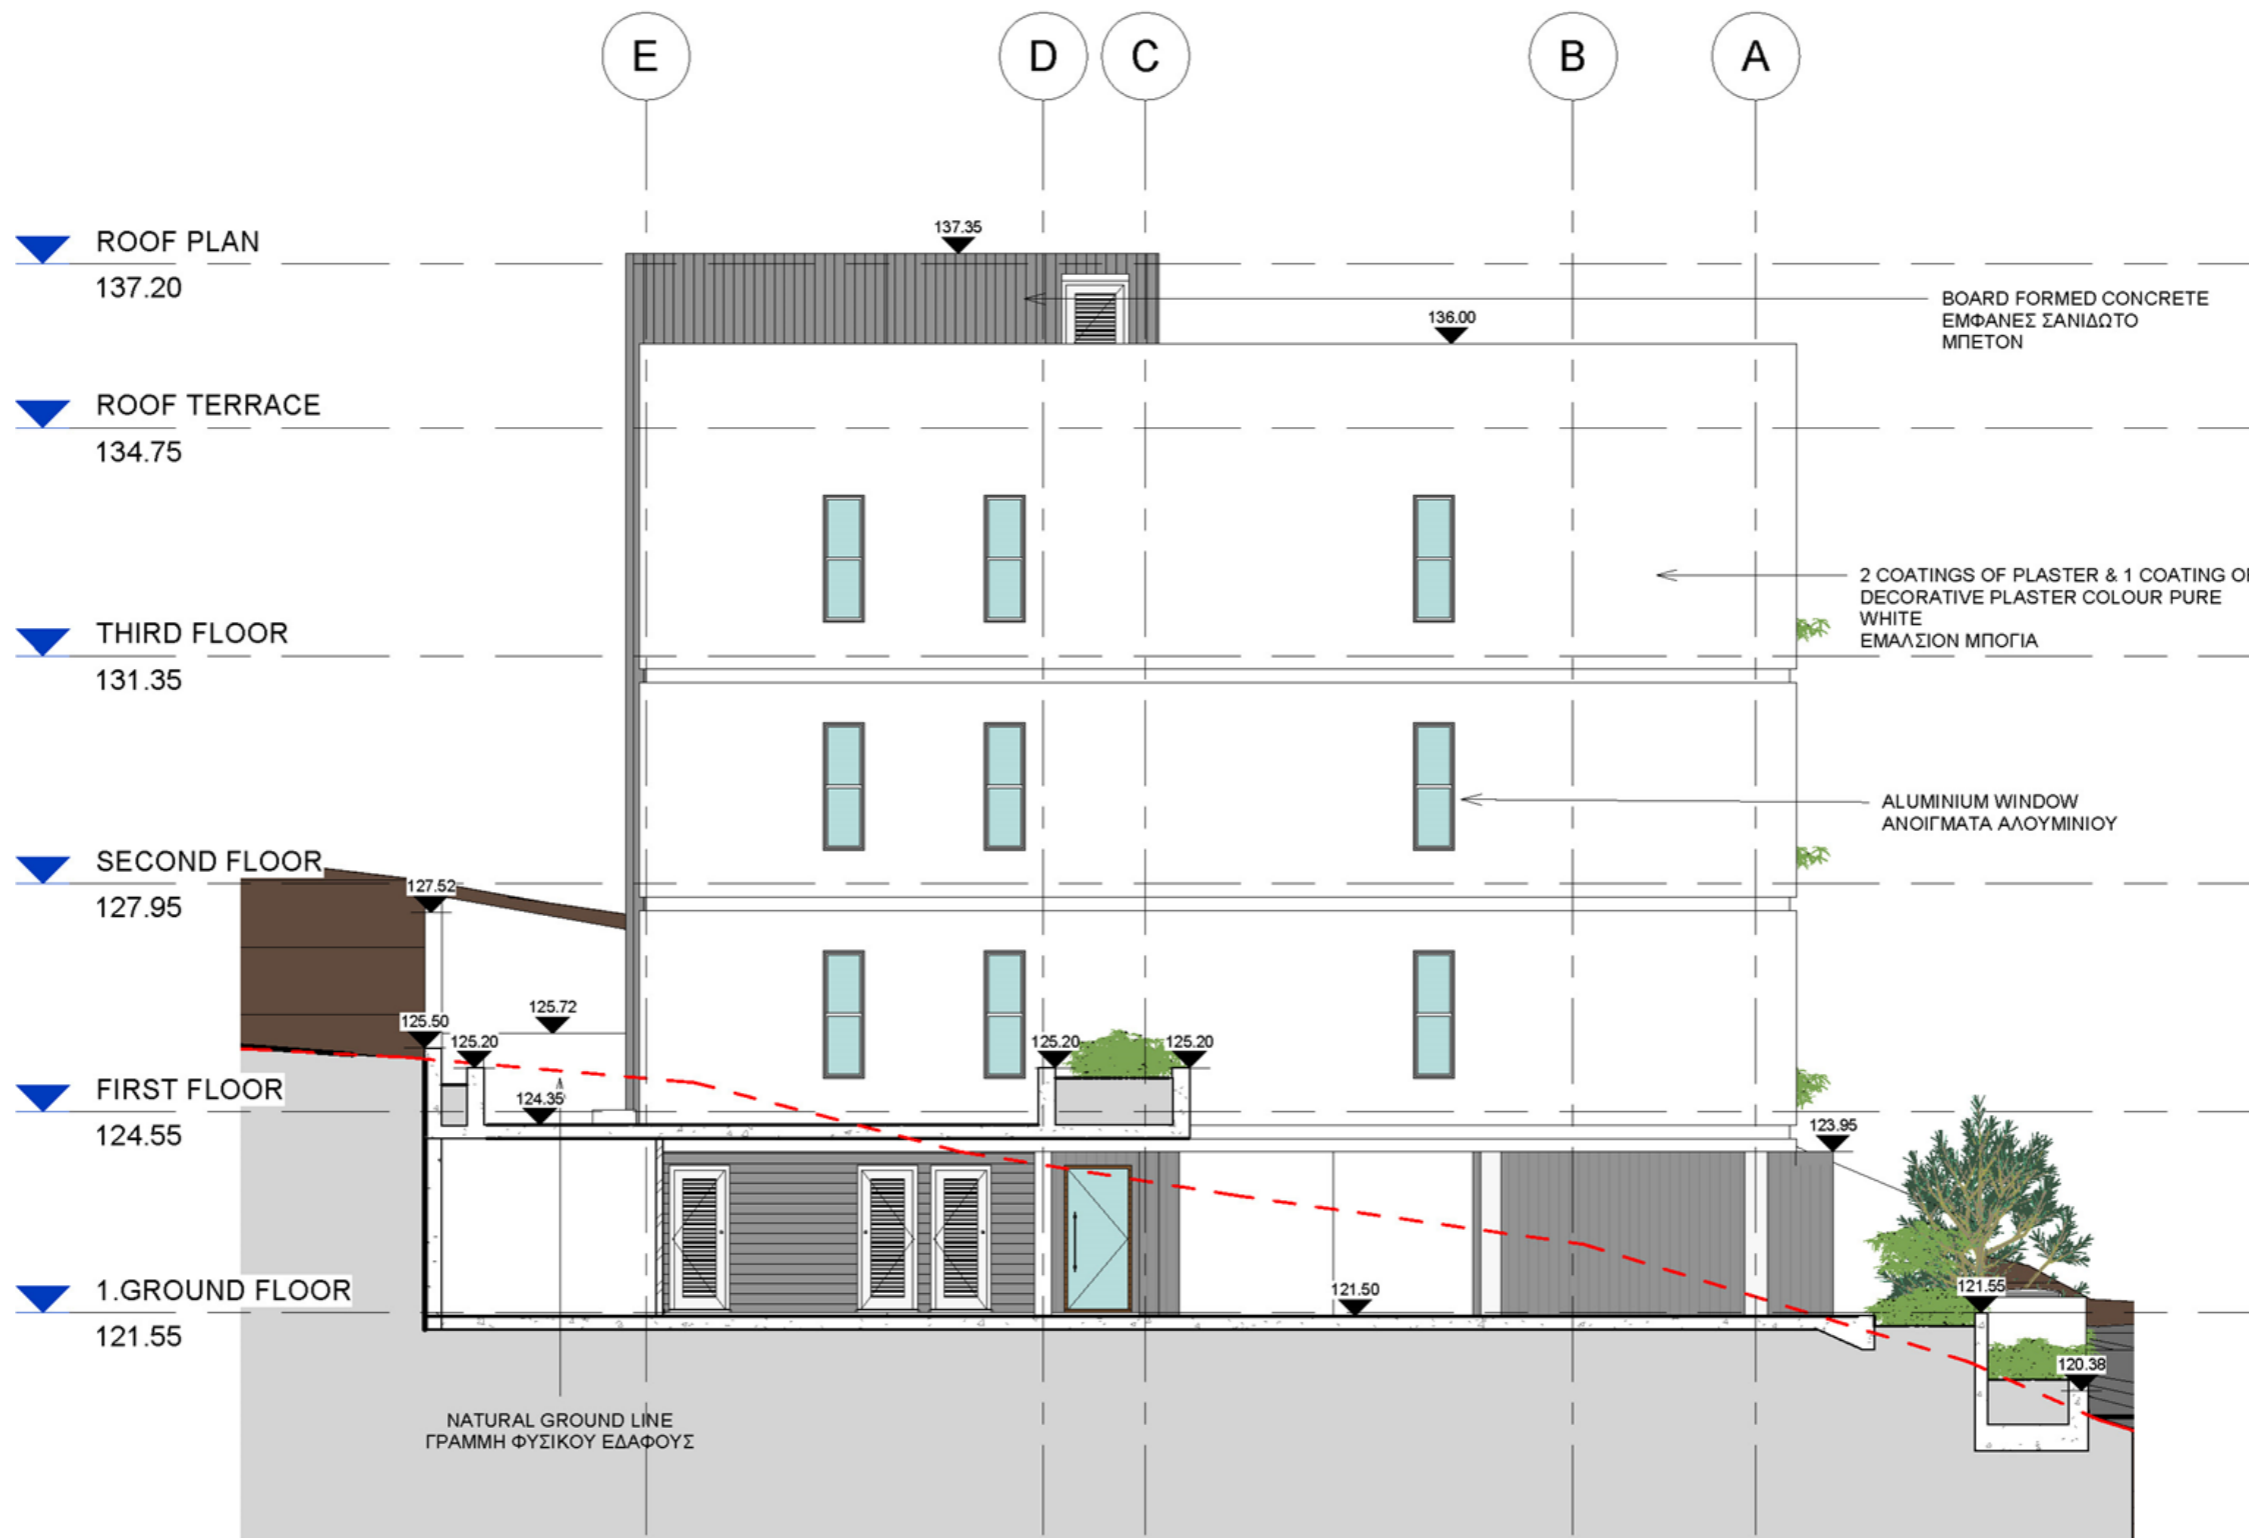 E
D
C
B
A
ROOF PLAN
137.20
137.35
BOARD FORMED CONCRETE
ΕΜΦΑΝΕΣ ΣΑΝΙΔΩΤΟ
ΜΠΕΤΟΝ
136.00
ROOF TERRACE
134.75
2 COATINGS OF PLASTER & 1 COATING OF
DECORATIVE PLASTER COLOUR PURE
WHITE
ΕΜΑΛΣΙΟΝ ΜΠΟΓΙΑ
THIRD FLOOR
131.35
ALUMINIUM WINDOW
ΑΝΟΙΓΜΑΤΑ ΑΛΟΥΜΙΝΙΟΥ
SECOND FLOOR
127.95
127.52
125.72
125.50
125.20
125.20
125.20
FIRST FLOOR
124.55
124.35
123.95
1.GROUND FLOOR
121.55
121.50
121.55
120.38
NATURAL GROUND LINE
ΓΡΑΜΜΗ ΦΥΣΙΚΟΥ ΕΔΑΦΟΥΣ